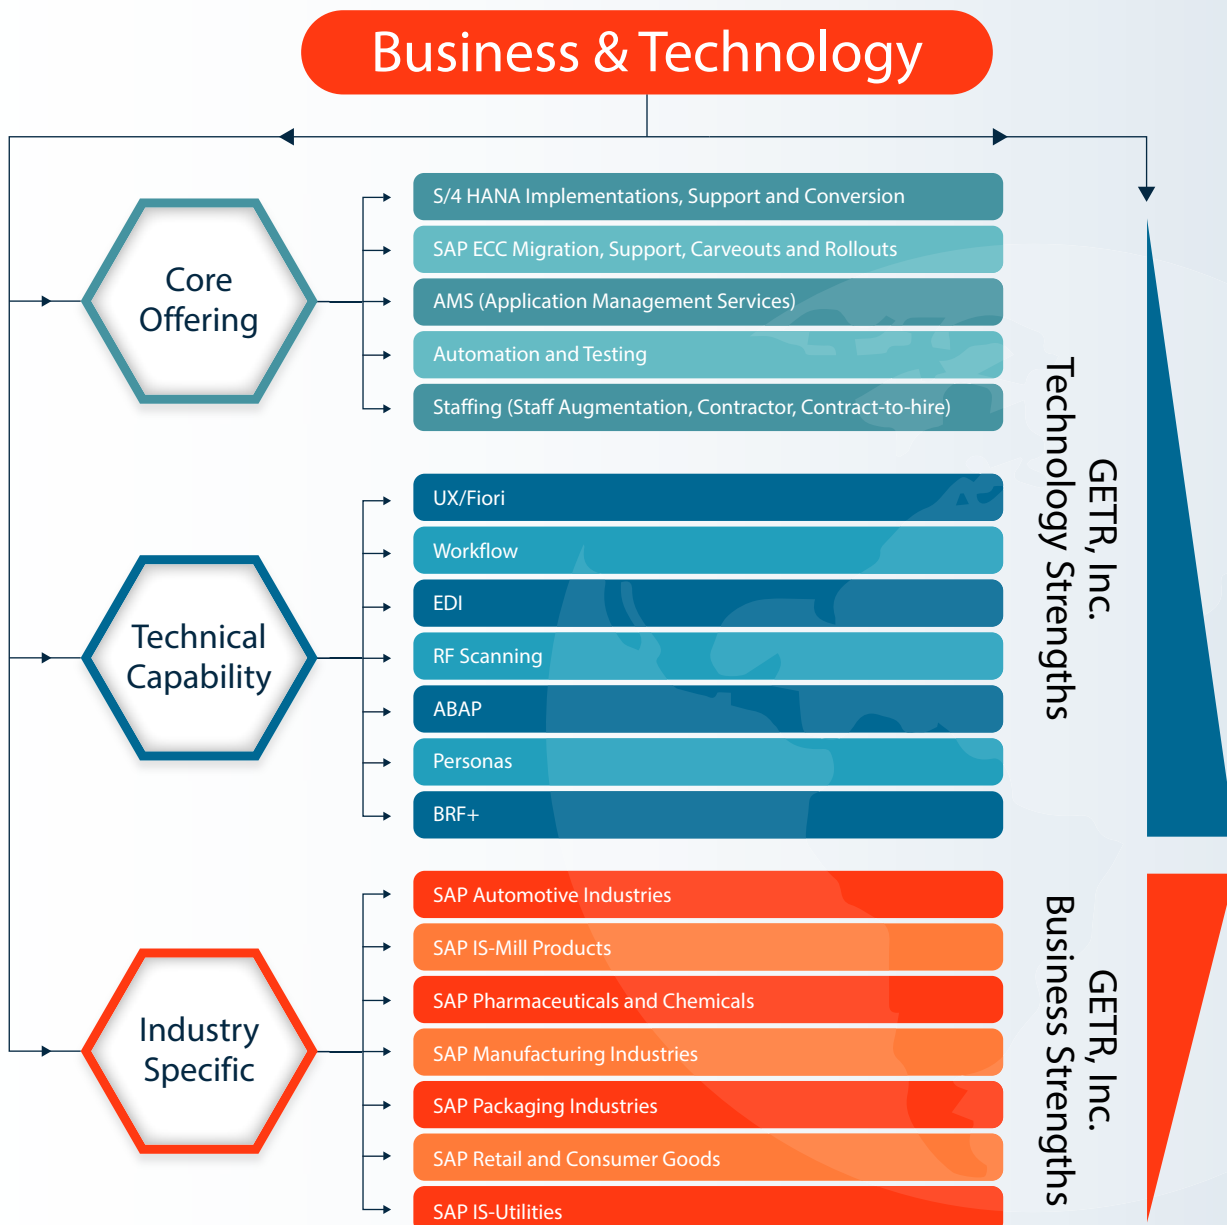 Business & Technology
Core
Offering
S/4 HANA Implementations, Support and Conversion
SAP ECC Migration, Support, Carveouts and Rollouts
AMS (Application Management Services)
Automation and Testing
Staffing (Staff Augmentation, Contractor, Contract-to-hire)
Technical
Capability
UX/Fiori
Workflow
EDI
RF Scanning
ABAP
Personas
BRF+
GETR, Inc.
Technology Strengths
Industry
Specific
SAP Automotive Industries
SAP IS-Mill Products
SAP Pharmaceuticals and Chemicals
SAP Manufacturing Industries
SAP Packaging Industries
SAP Retail and Consumer Goods
SAP IS-Utilities
GETR, Inc.
Business Strengths